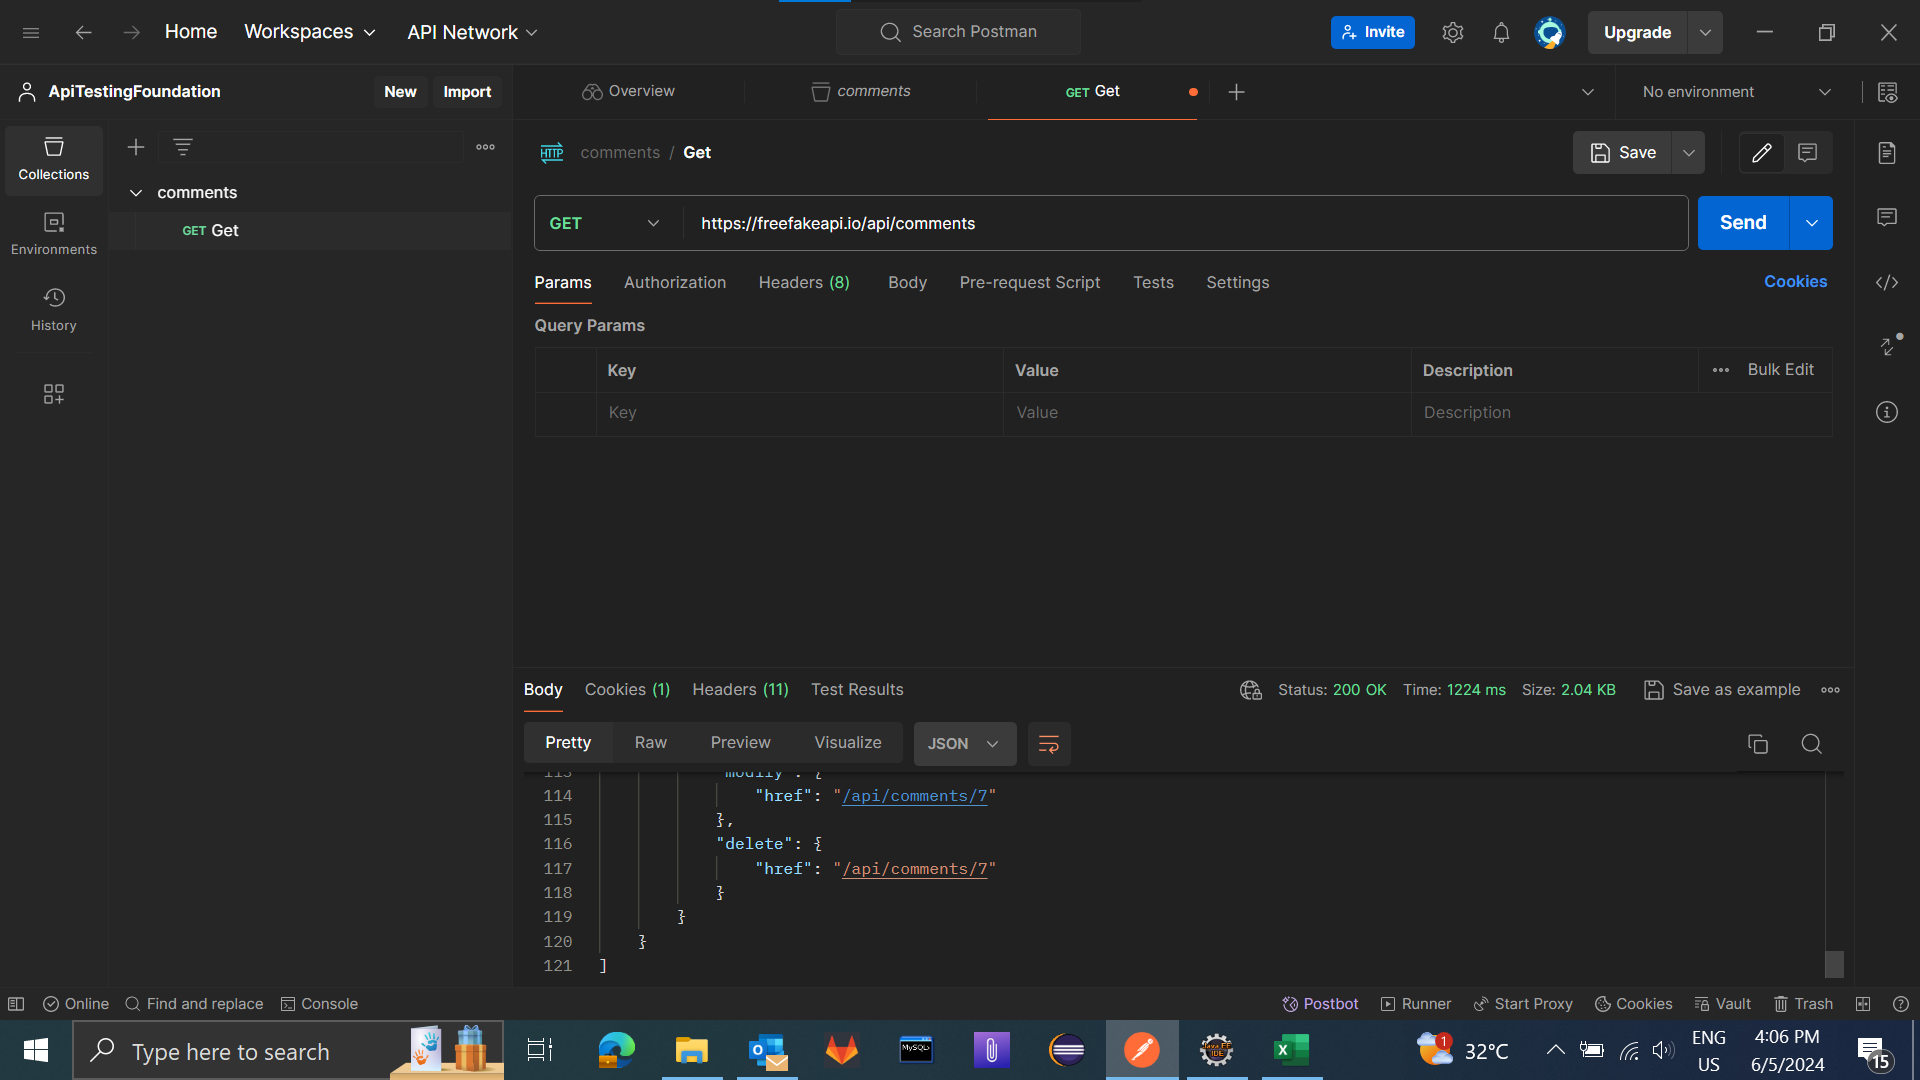 Home Workspaces API Network Search Postman Invite Upgrade
ApiTestingFoundation New Import Overview comments GET Get No environment
Collections
Environments
History
comments
GET Get
HTTP comments / Get Save
GET https://freefakeapi.io/api/comments Send
Params Authorization Headers (8) Body Pre-request Script Tests Settings Cookies
Query Params
Key Value Description Bulk Edit
Key Value Description
Body Cookies (1) Headers (11) Test Results Status: 200 OK Time: 1224 ms Size: 2.04 KB Save as example
Pretty Raw Preview Visualize JSON
113 "modify": {
114 "href": "/api/comments/7"
115 },
116 "delete": {
117 "href": "/api/comments/7"
118 }
119 }
120 }
121 ]
Online Find and replace Console Postbot Runner Start Proxy Cookies Vault Trash
Type here to search MySQL 1 32°C ENG 4:06 PM
US 6/5/2024 15